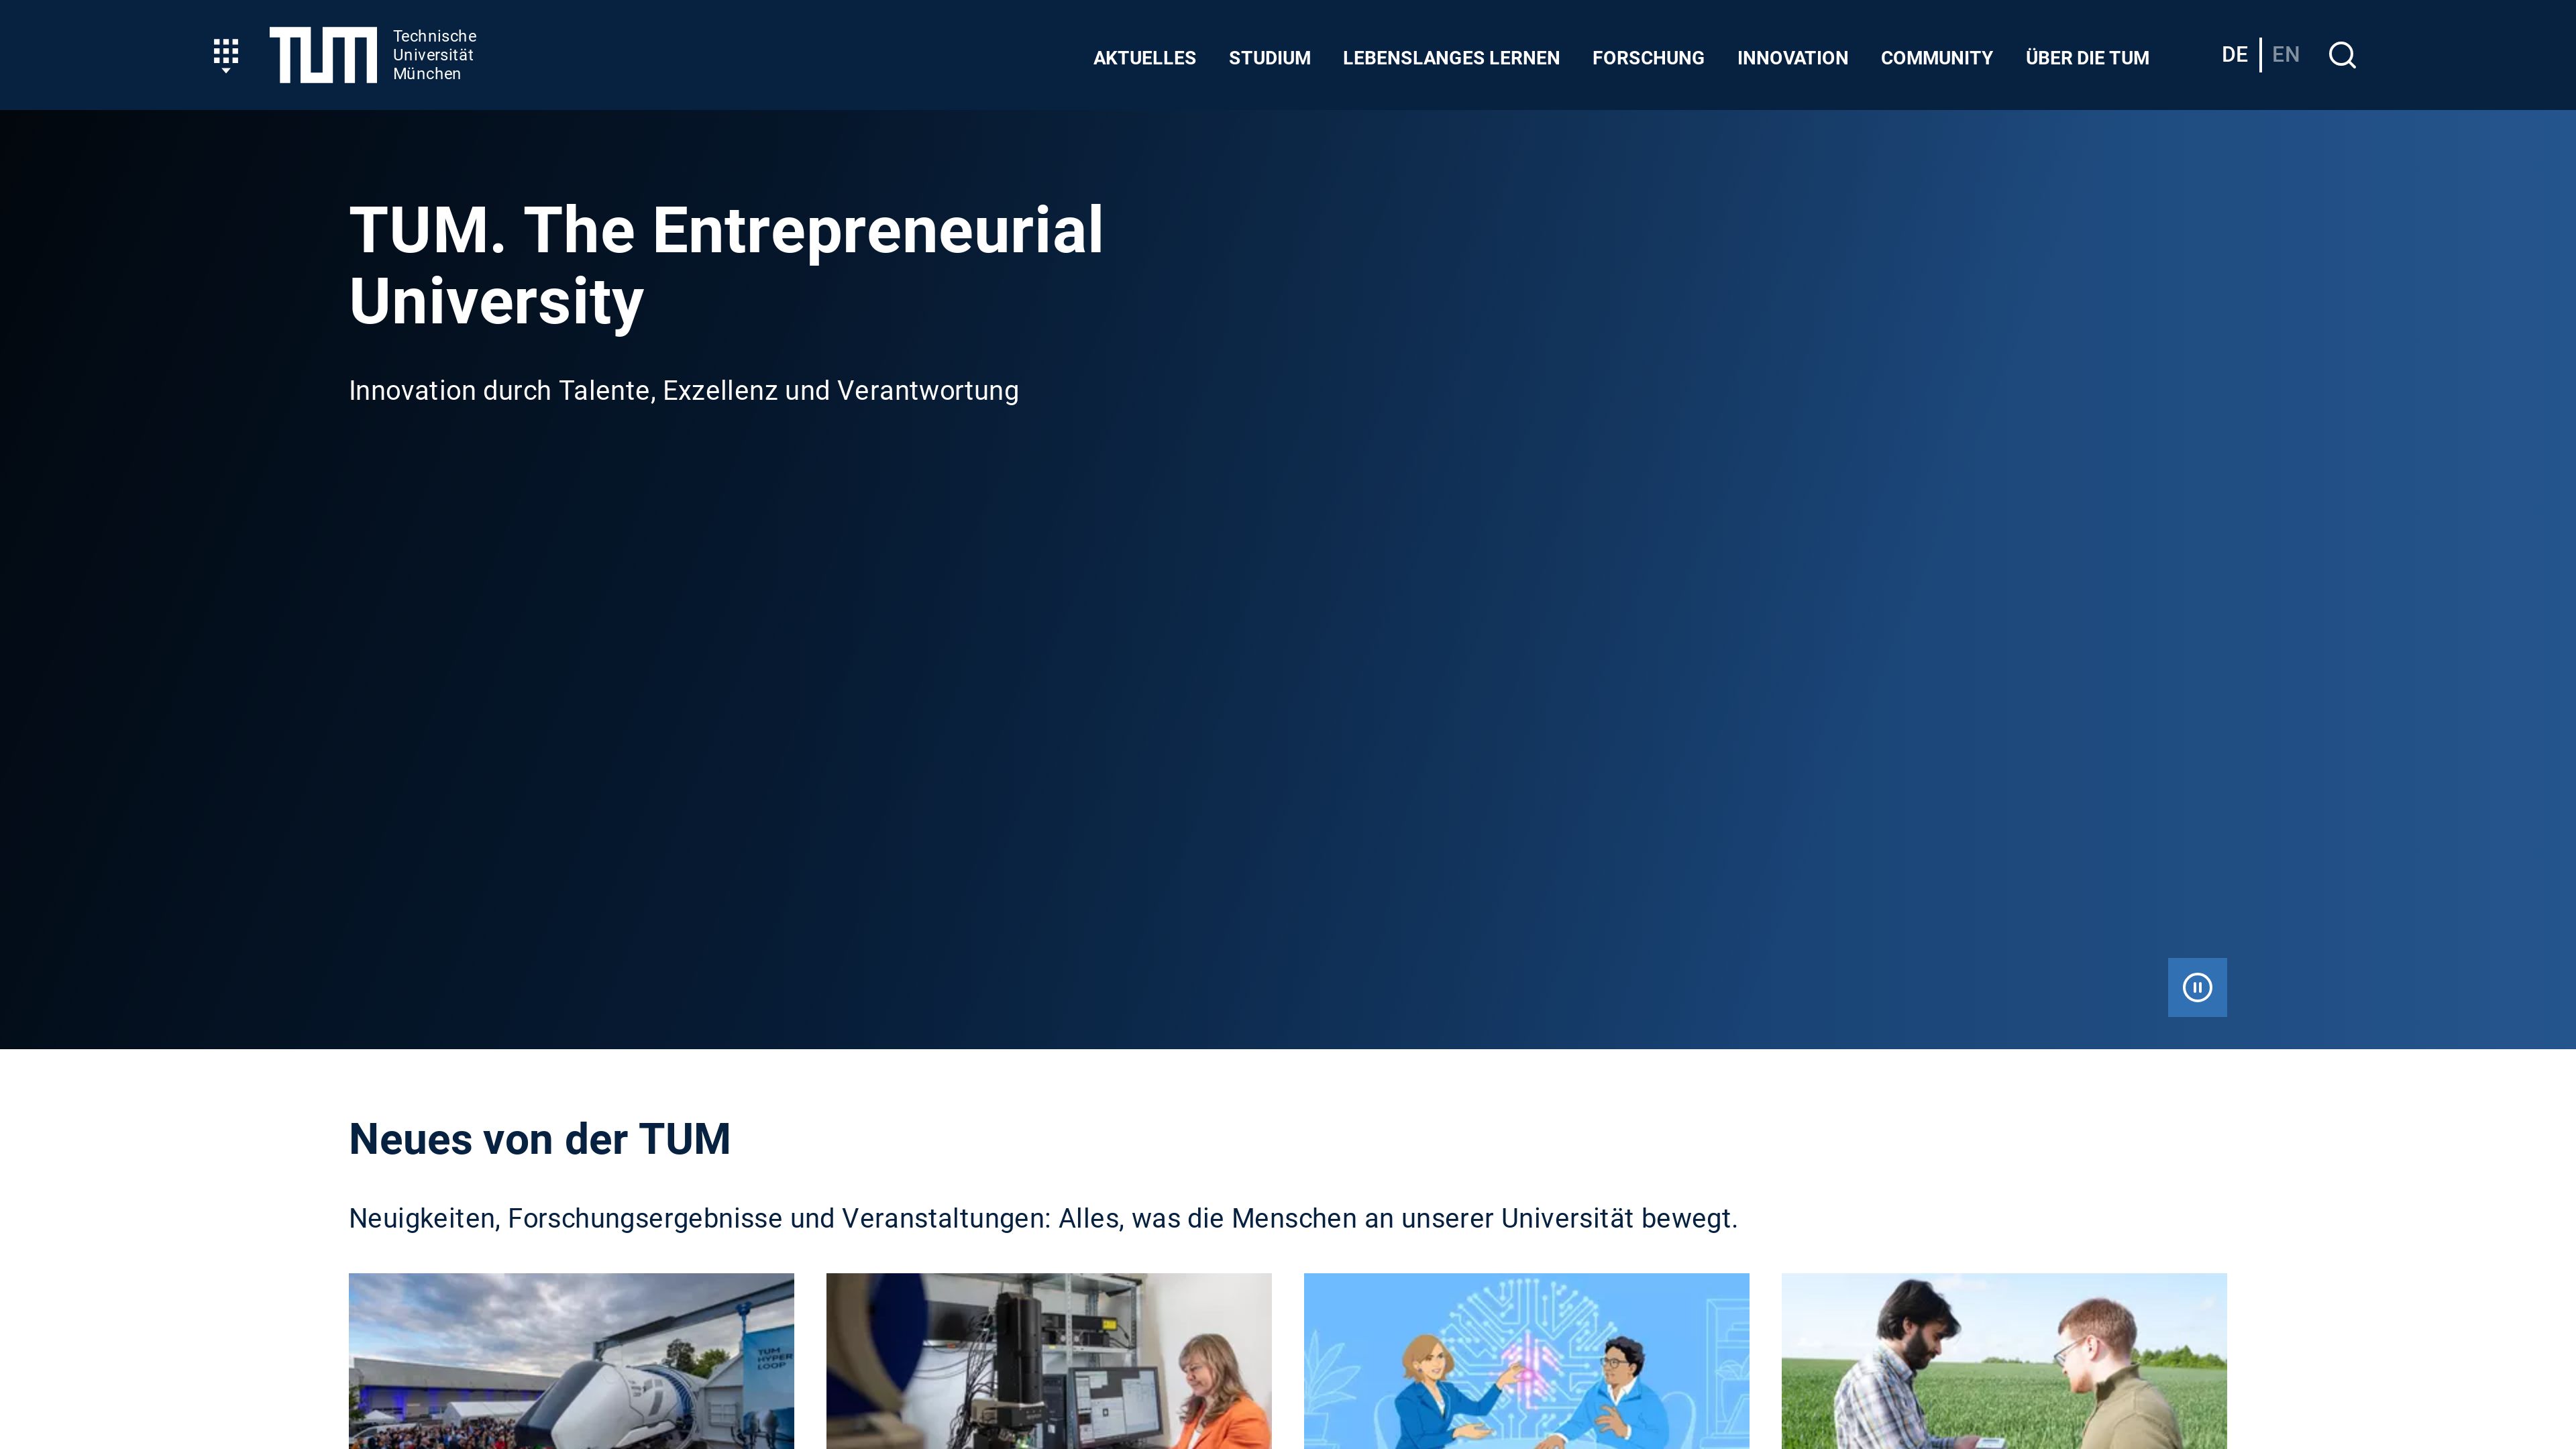 TUM
Technische
Universität
München
AKTUELLES
STUDIUM
LEBENSLANGES LERNEN
FORSCHUNG
INNOVATION
COMMUNITY
ÜBER DIE TUM
DE
EN
TUM. The Entrepreneurial
University
Innovation durch Talente, Exzellenz und Verantwortung
Neues von der TUM
Neuigkeiten, Forschungsergebnisse und Veranstaltungen: Alles, was die Menschen an unserer Universität bewegt.
TUM
HYPER
LOOP